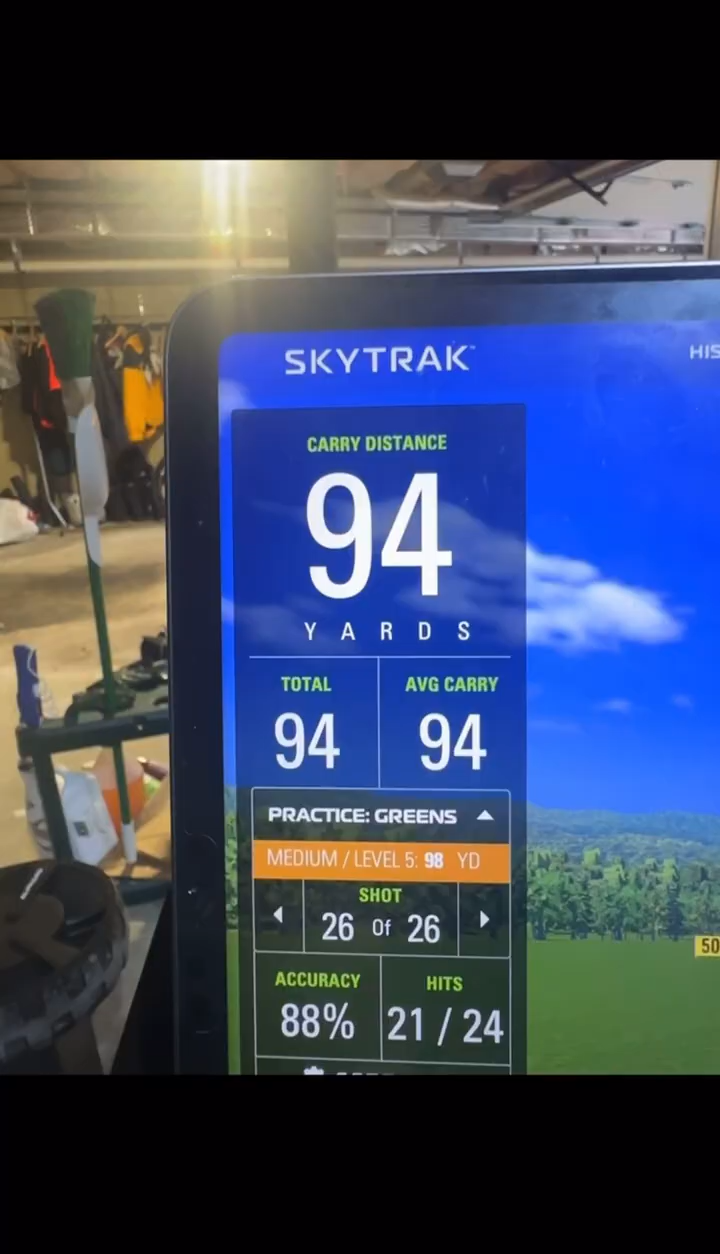 SKYTRAK™
HIS
CARRY DISTANCE
94
YARDS
TOTAL
AVG CARRY
94
94
PRACTICE: GREENS
MEDIUM / LEVEL 5: 98 YD
SHOT
26 Of 26
50
ACCURACY
HITS
88%
21 / 24